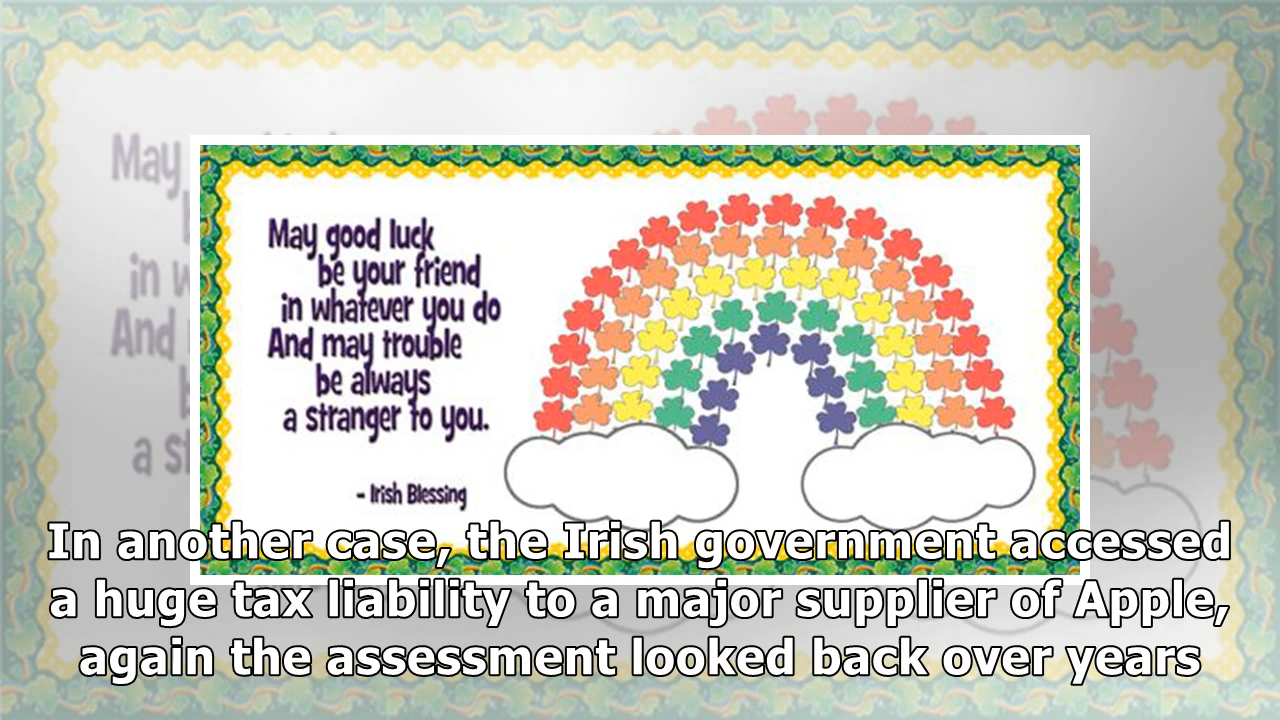 May good luck
be your friend
in whatever you do
And may trouble
be always
a stranger to you.
- Irish Blessing
In another case, the Irish government accessed
a huge tax liability to a major supplier of Apple,
again the assessment looked back over years